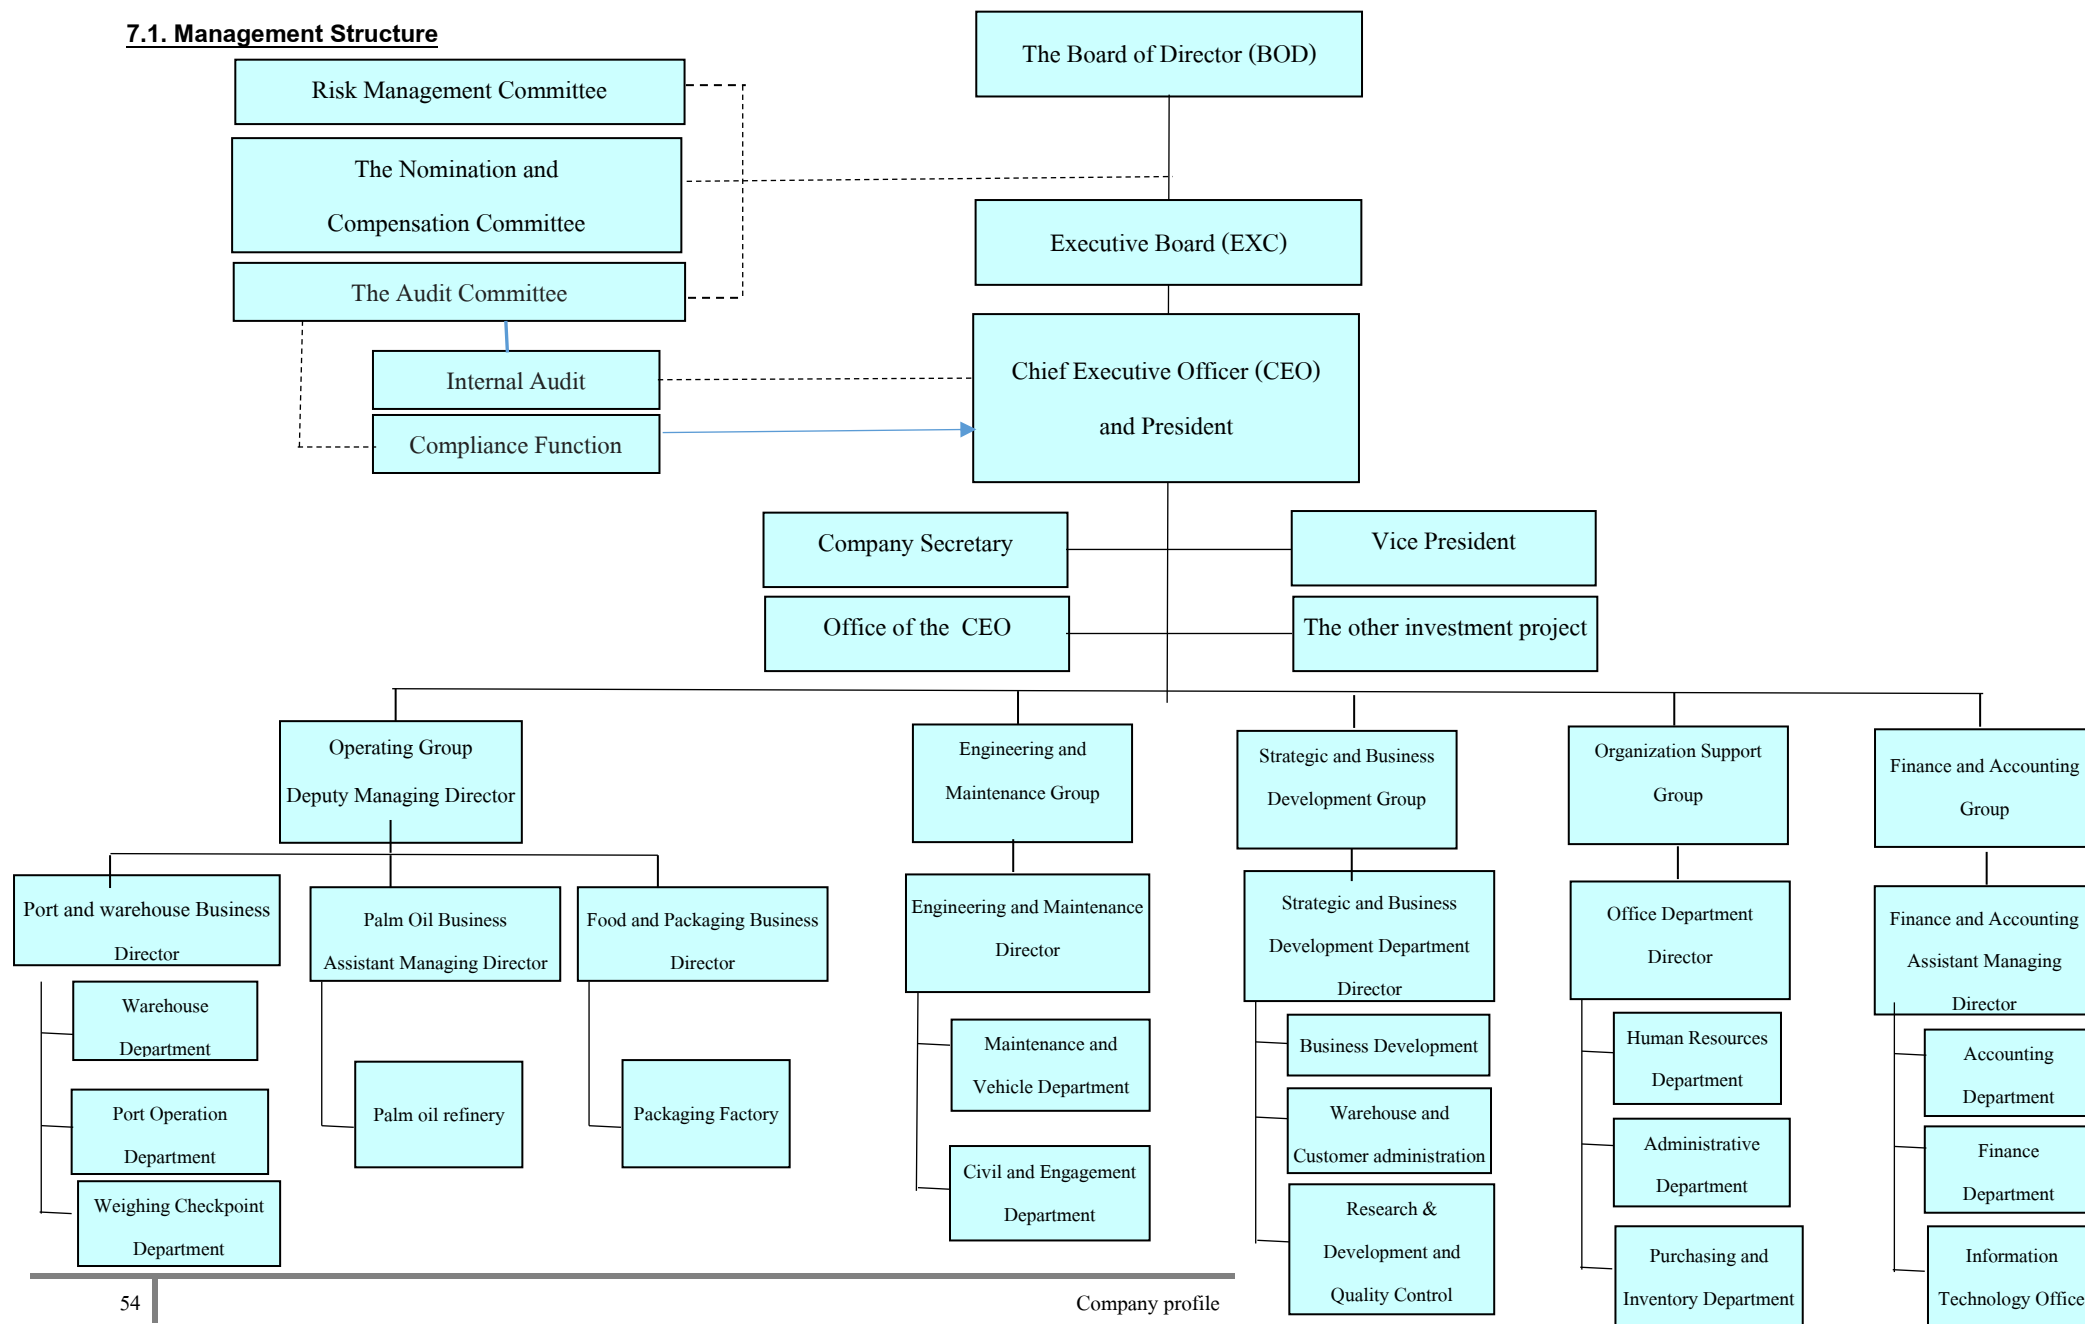 7.1. Management Structure
The Board of Director (BOD)
Risk Management Committee
The Nomination and
Compensation Committee
Executive Board (EXC)
The Audit Committee
Internal Audit
Chief Executive Officer (CEO)
and President
Compliance Function
Company Secretary
Vice President
Office of the  CEO
The other investment project
Operating Group
Deputy Managing Director
Engineering and
Maintenance Group
Strategic and Business
Development Group
Organization Support
Group
Finance and Accounting
Group
Port and warehouse Business
Director
Palm Oil Business
Assistant Managing Director
Food and Packaging Business
Director
Engineering and Maintenance
Director
Strategic and Business
Development Department
Director
Office Department
Director
Finance and Accounting
Assistant Managing
Director
Warehouse
Department
Port Operation
Department
Weighing Checkpoint
Department
Palm oil refinery
Packaging Factory
Maintenance and
Vehicle Department
Civil and Engagement
Department
Business Development
Warehouse and
Customer administration
Research &
Development and
Quality Control
Human Resources
Department
Administrative
Department
Purchasing and
Inventory Department
Accounting
Department
Finance
Department
Information
Technology Office
54
Company profile